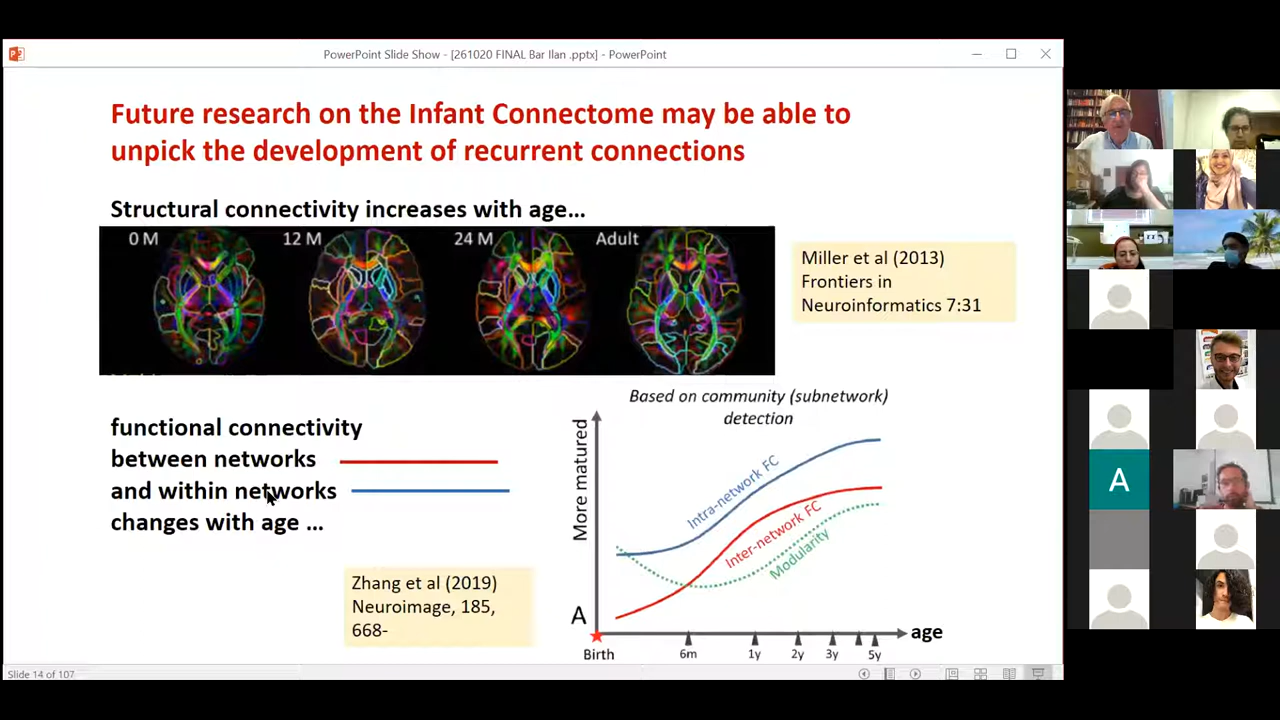 PowerPoint Slide Show - [261020 FINAL Bar Ilan .pptx] - PowerPoint
Future research on the Infant Connectome may be able to
unpick the development of recurrent connections
Structural connectivity increases with age…
0 M
12 M
24 M
Adult
Miller et al (2013)
Frontiers in
Neuroinformatics 7:31
functional connectivity
between networks
and within networks
changes with age …
Zhang et al (2019)
Neuroimage, 185,
668-
Based on community (subnetwork)
detection
More matured
Intra-network FC
Inter-network FC
Modularity
A
age
Birth
6m
1y
2y
3y
5y
Slide 14 of 107
A